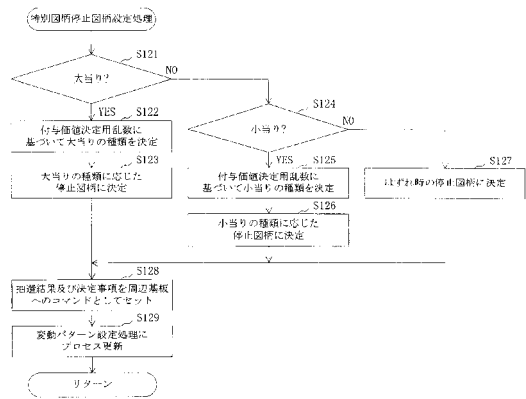 特別図柄停止図柄設定処理
S121
大当り?
NO
YES
S122
付与価値決定用乱数に
基づいて大当りの種類を決定
S123
大当りの種類に応じた
停止図柄に決定
S124
小当り?
NO
YES
S125
付与価値決定用乱数に
基づいて小当りの種類を決定
S126
小当りの種類に応じた
停止図柄に決定
S127
はずれ時の停止図柄に決定
S128
抽選結果及び決定事項を周辺基板
へのコマンドとしてセット
S129
変動パターン設定処理に
プロセス更新
リターン